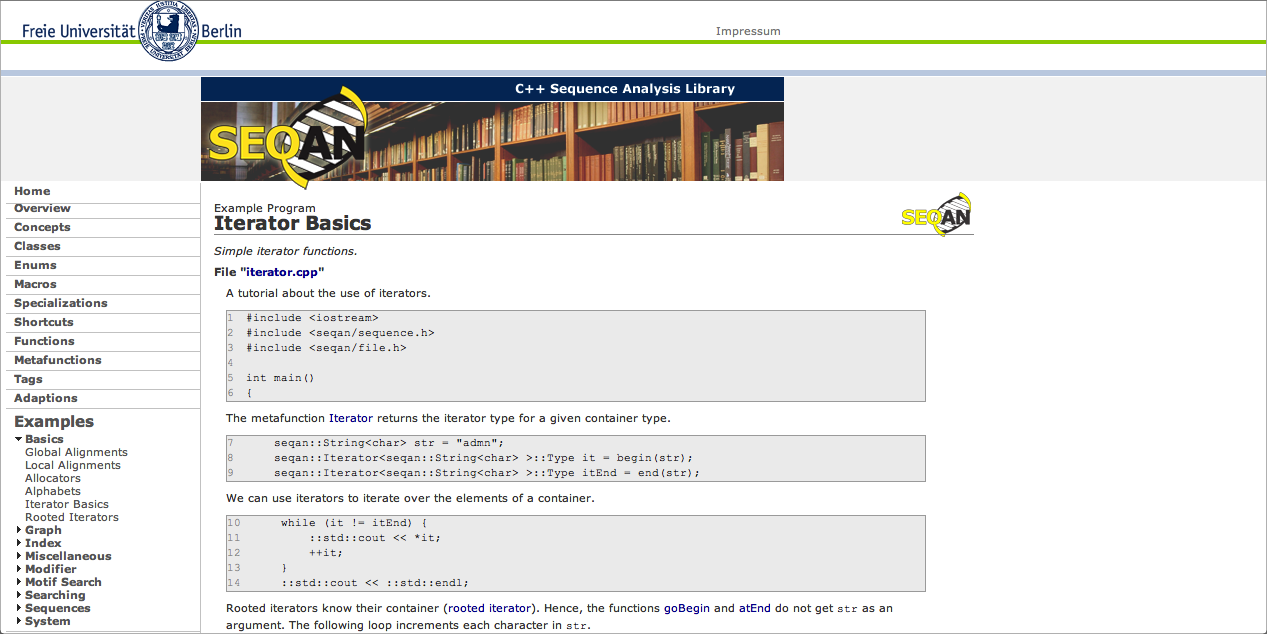 Freie Universität Berlin
Impressum
C++ Sequence Analysis Library
SEQAN
Home
Overview
Concepts
Classes
Enums
Macros
Specializations
Shortcuts
Functions
Metafunctions
Tags
Adaptions
Examples
Basics
Global Alignments
Local Alignments
Allocators
Alphabets
Iterator Basics
Rooted Iterators
Graph
Index
Miscellaneous
Modifier
Motif Search
Searching
Sequences
System
Example Program
Iterator Basics
SEQAN
Simple iterator functions.
File "iterator.cpp"
A tutorial about the use of iterators.
1 #include <iostream>
2 #include <seqan/sequence.h>
3 #include <seqan/file.h>
4
5 int main()
6 {
The metafunction Iterator returns the iterator type for a given container type.
7 seqan::String<char> str = "admn";
8 seqan::Iterator<seqan::String<char> >::Type it = begin(str);
9 seqan::Iterator<seqan::String<char> >::Type itEnd = end(str);
We can use iterators to iterate over the elements of a container.
10 while (it != itEnd) {
11 ::std::cout << *it;
12 ++it;
13 }
14 ::std::cout << ::std::endl;
Rooted iterators know their container (rooted iterator). Hence, the functions goBegin and atEnd do not get str as an
argument. The following loop increments each character in str.